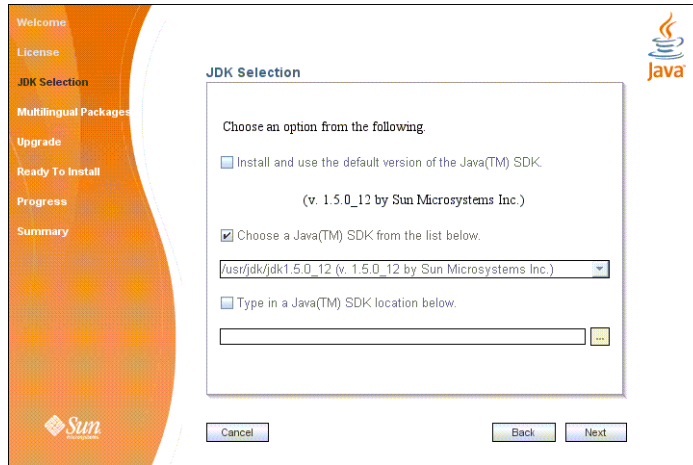 Welcome
License
JDK Selection
Multilingual Packages
Upgrade
Ready To Install
Progress
Summary
Sun
microsystems
Java
JDK Selection
Choose an option from the following.
Install and use the default version of the Java(TM) SDK.
(v. 1.5.0_12 by Sun Microsystems Inc.)
Choose a Java(TM) SDK from the list below.
/usr/jdk/jdk1.5.0_12 (v. 1.5.0_12 by Sun Microsystems Inc.)
Type in a Java(TM) SDK location below.
...
Cancel
Back
Next